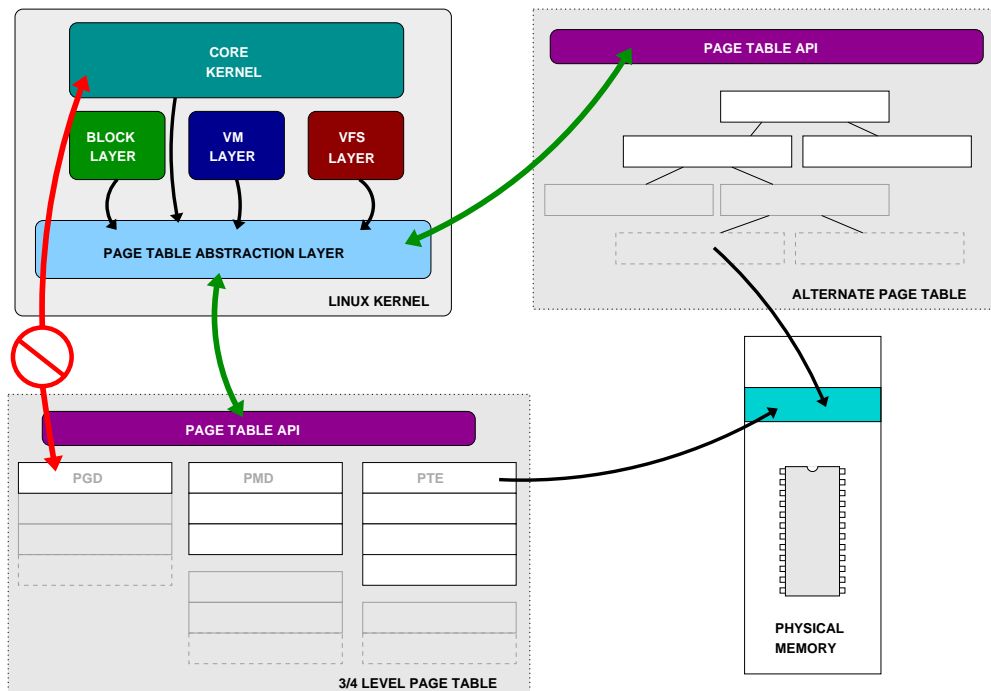 CORE
KERNEL
BLOCK
LAYER
VM
LAYER
VFS
LAYER
PAGE TABLE ABSTRACTION LAYER
LINUX KERNEL
PAGE TABLE API
ALTERNATE PAGE TABLE
PAGE TABLE API
PGD
PMD
PTE
3/4 LEVEL PAGE TABLE
PHYSICAL
MEMORY